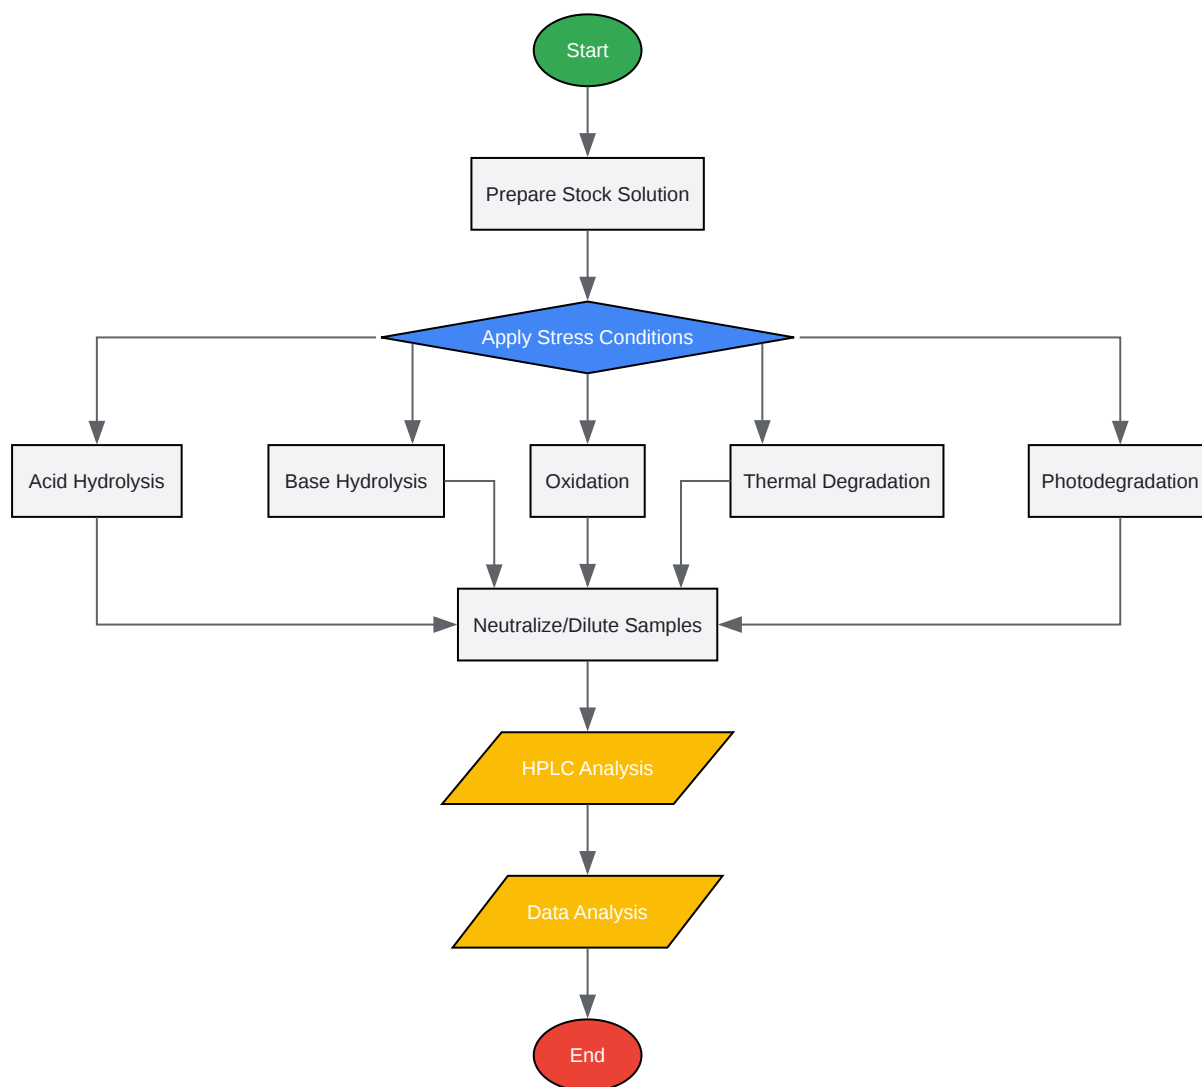 Start
Prepare Stock Solution
Apply Stress Conditions
Acid Hydrolysis
Base Hydrolysis
Oxidation
Thermal Degradation
Photodegradation
Neutralize/Dilute Samples
HPLC Analysis
Data Analysis
End